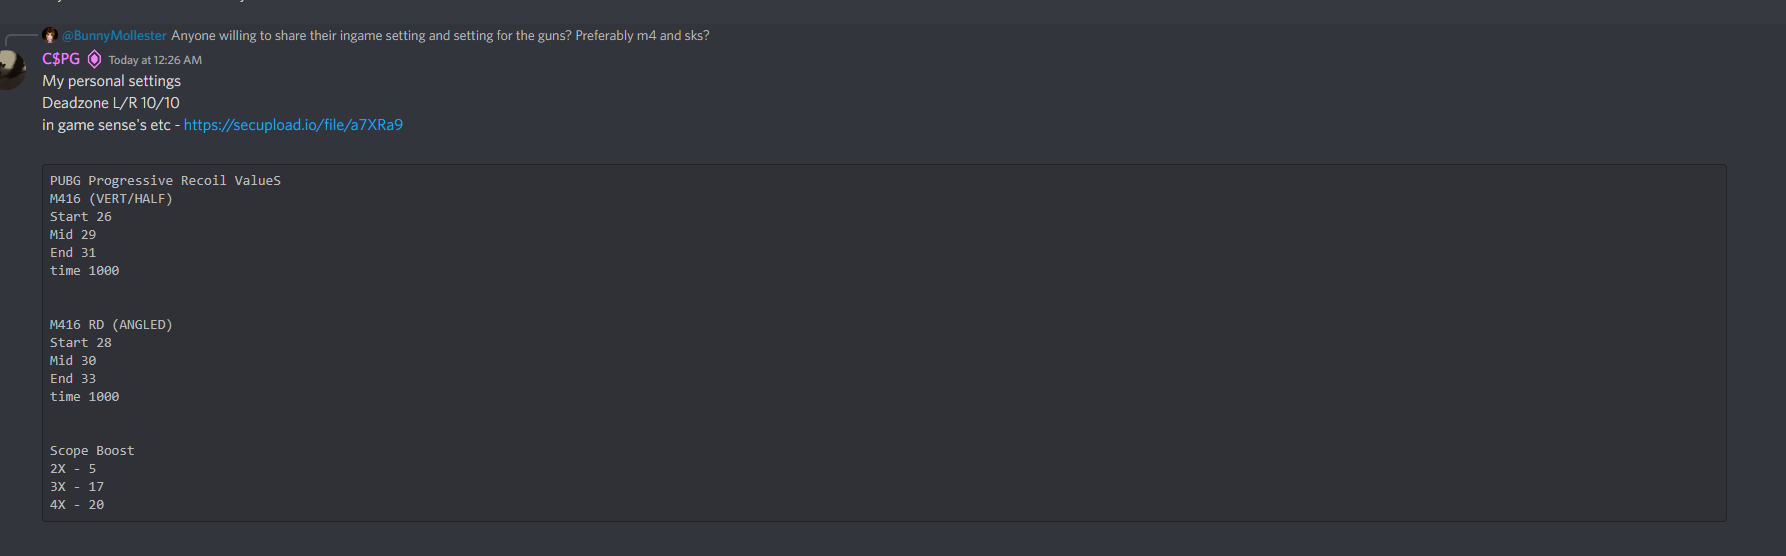 @BunnyMollester Anyone willing to share their ingame setting and setting for the guns? Preferably m4 and sks?
C$PG Today at 12:26 AM
My personal settings
Deadzone L/R 10/10
in game sense's etc - https://secupload.io/file/a7XRa9
PUBG Progressive Recoil ValueS
M416 (VERT/HALF)
Start 26
Mid 29
End 31
time 1000
M416 RD (ANGLED)
Start 28
Mid 30
End 33
time 1000
Scope Boost
2X - 5
3X - 17
4X - 20